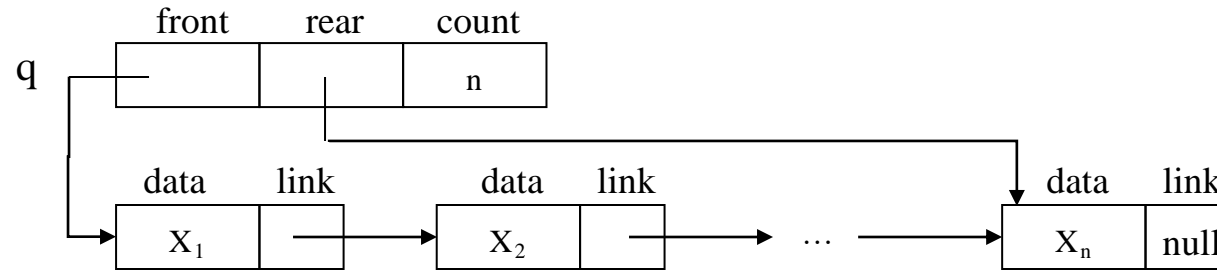 front rear count
q n
data link data link data link
X₁ X₂ … Xₙ null